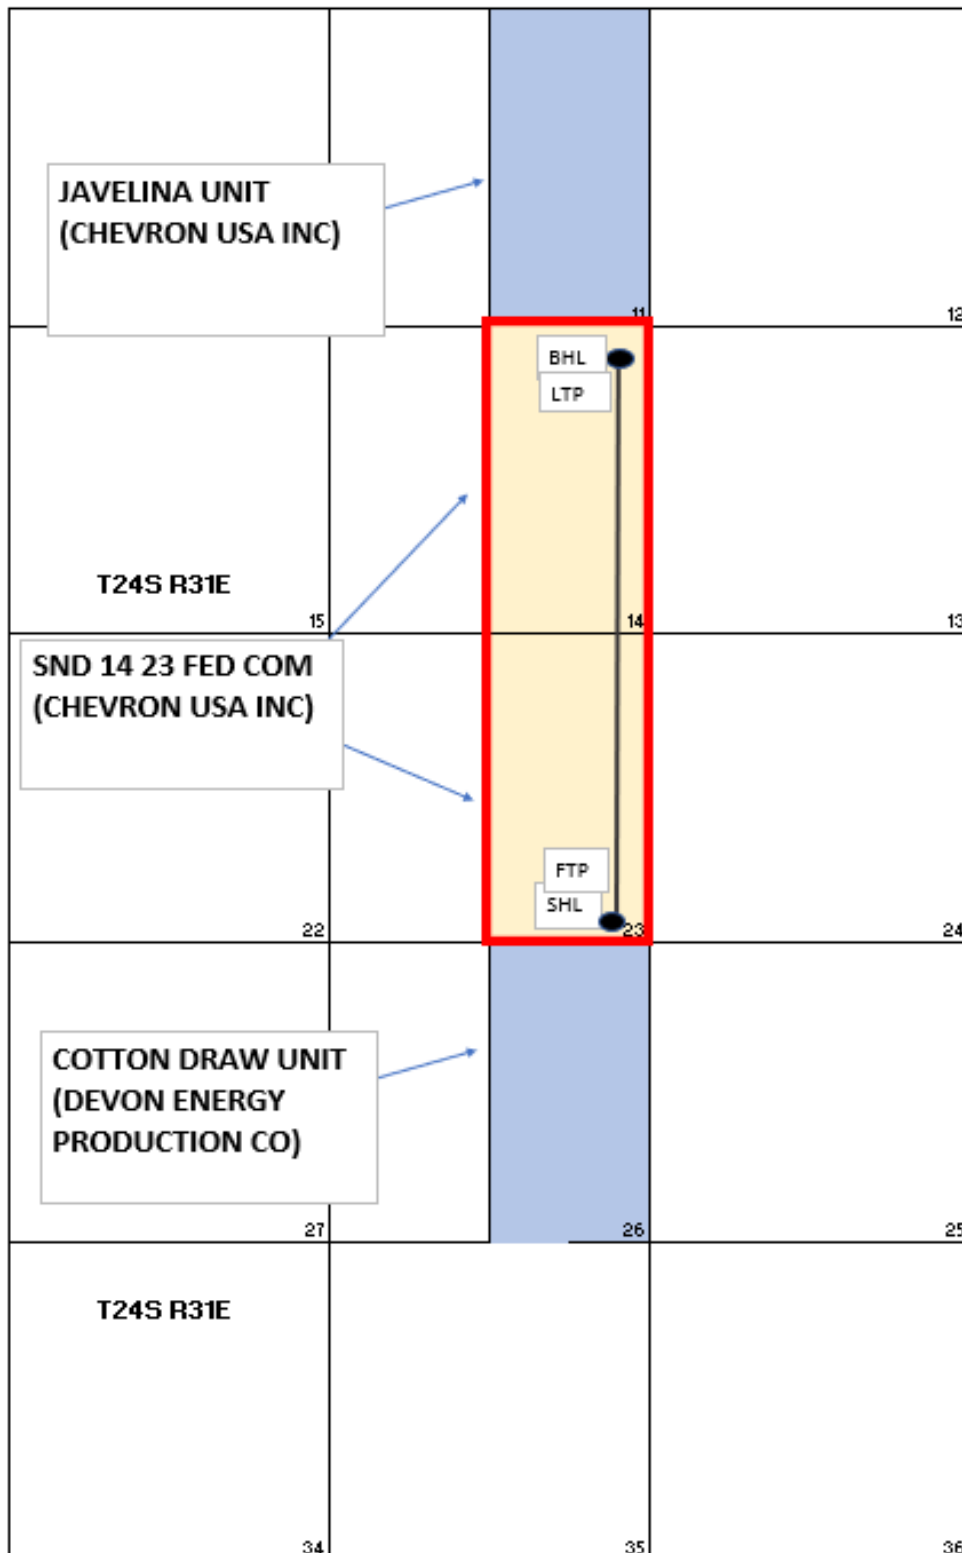 JAVELINA UNIT
(CHEVRON USA INC)
11
12
BHL
LTP
T24S R31E
15
14
13
SND 14 23 FED COM
(CHEVRON USA INC)
FTP
SHL
22
23
24
COTTON DRAW UNIT
(DEVON ENERGY
PRODUCTION CO)
27
26
25
T24S R31E
34
35
36